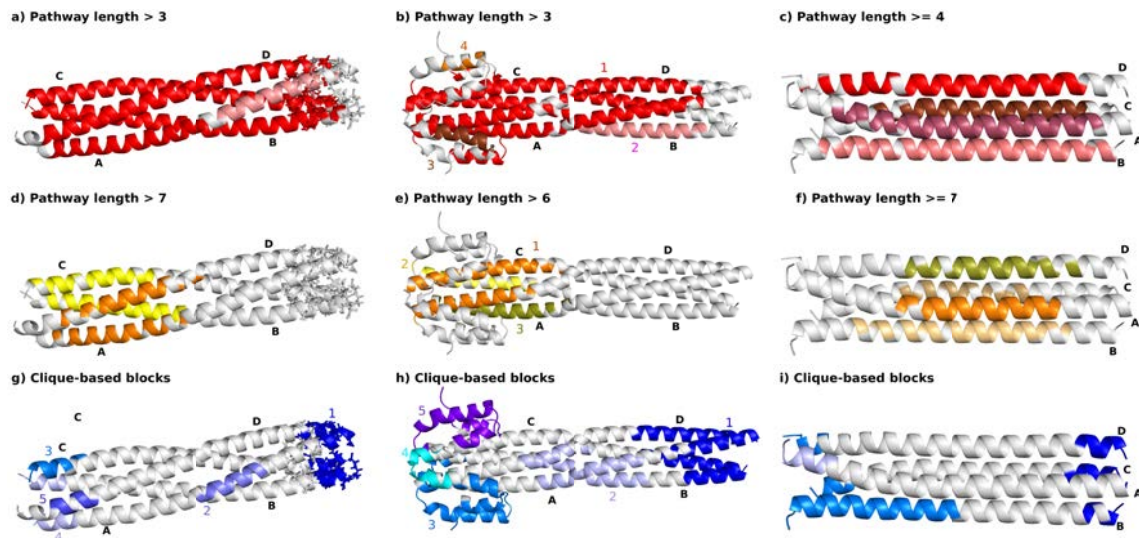 a) Pathway length > 3
b) Pathway length > 3
c) Pathway length >= 4
C
D
A
B
4
C
1
D
3
A
2
B
D
C
A
B
d) Pathway length > 7
e) Pathway length > 6
f) Pathway length >= 7
C
D
A
B
2
C
1
D
3
A
B
D
C
A
B
g) Clique-based blocks
h) Clique-based blocks
i) Clique-based blocks
C
3
C
D
1
5
4
A
2
B
5
4
C
D
1
3
A
2
B
D
C
A
B